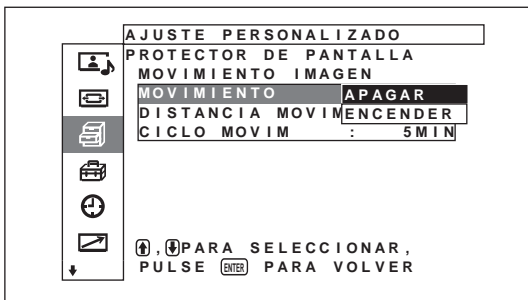 AJUSTE PERSONALIZADO
PROTECTOR DE PANTALLA
MOVIMIENTO IMAGEN
MOVIMIENTO APAGAR
DISTANCIA MOVIM ENCENDER
CICLO MOVIM : 5MIN
, PARA SELECCIONAR,
PULSE ENTER PARA VOLVER